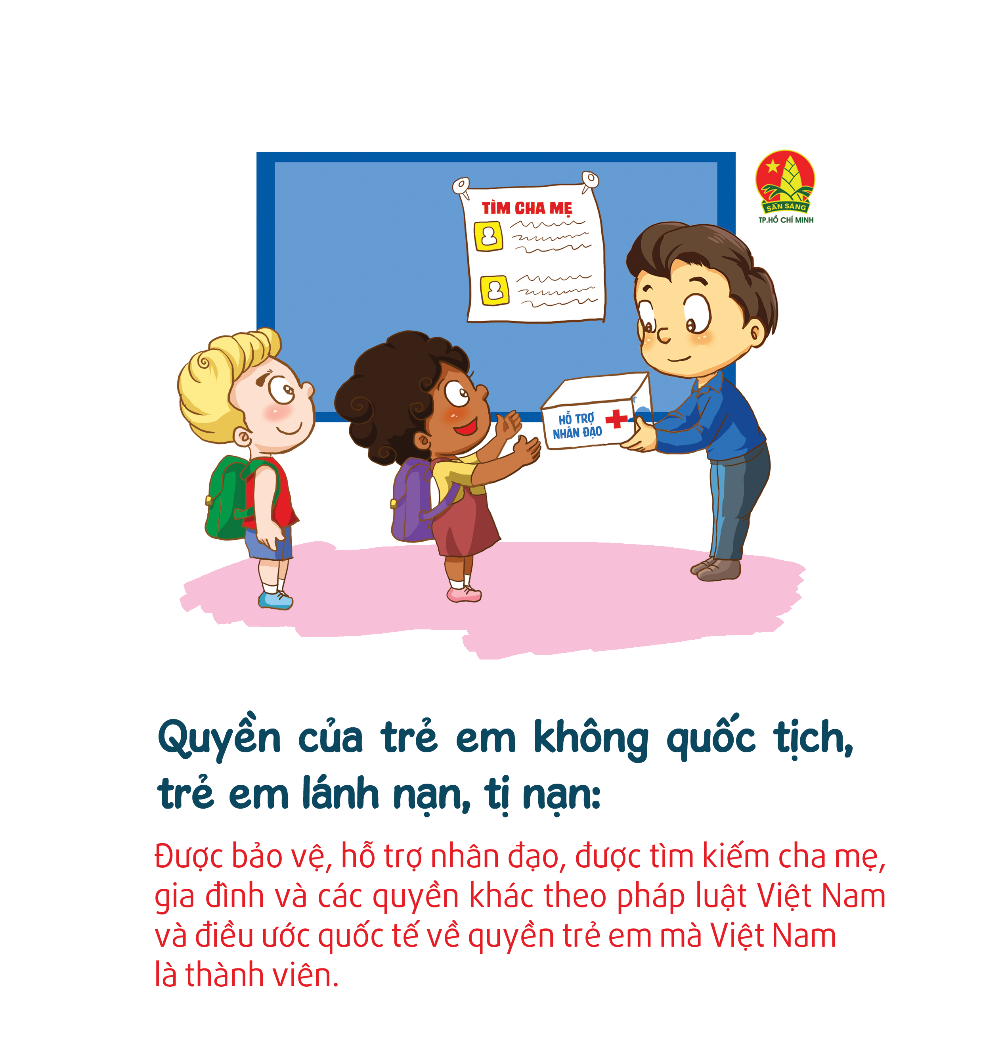 TÌM CHA MẸ
SẴN SÀNG
TP.HỒ CHÍ MINH
HỖ TRỢ
NHÂN ĐẠO
Quyền của trẻ em không quốc tịch,
trẻ em lánh nạn, tị nạn:
Được bảo vệ, hỗ trợ nhân đạo, được tìm kiếm cha mẹ,
gia đình và các quyền khác theo pháp luật Việt Nam
và điều ước quốc tế về quyền trẻ em mà Việt Nam
là thành viên.